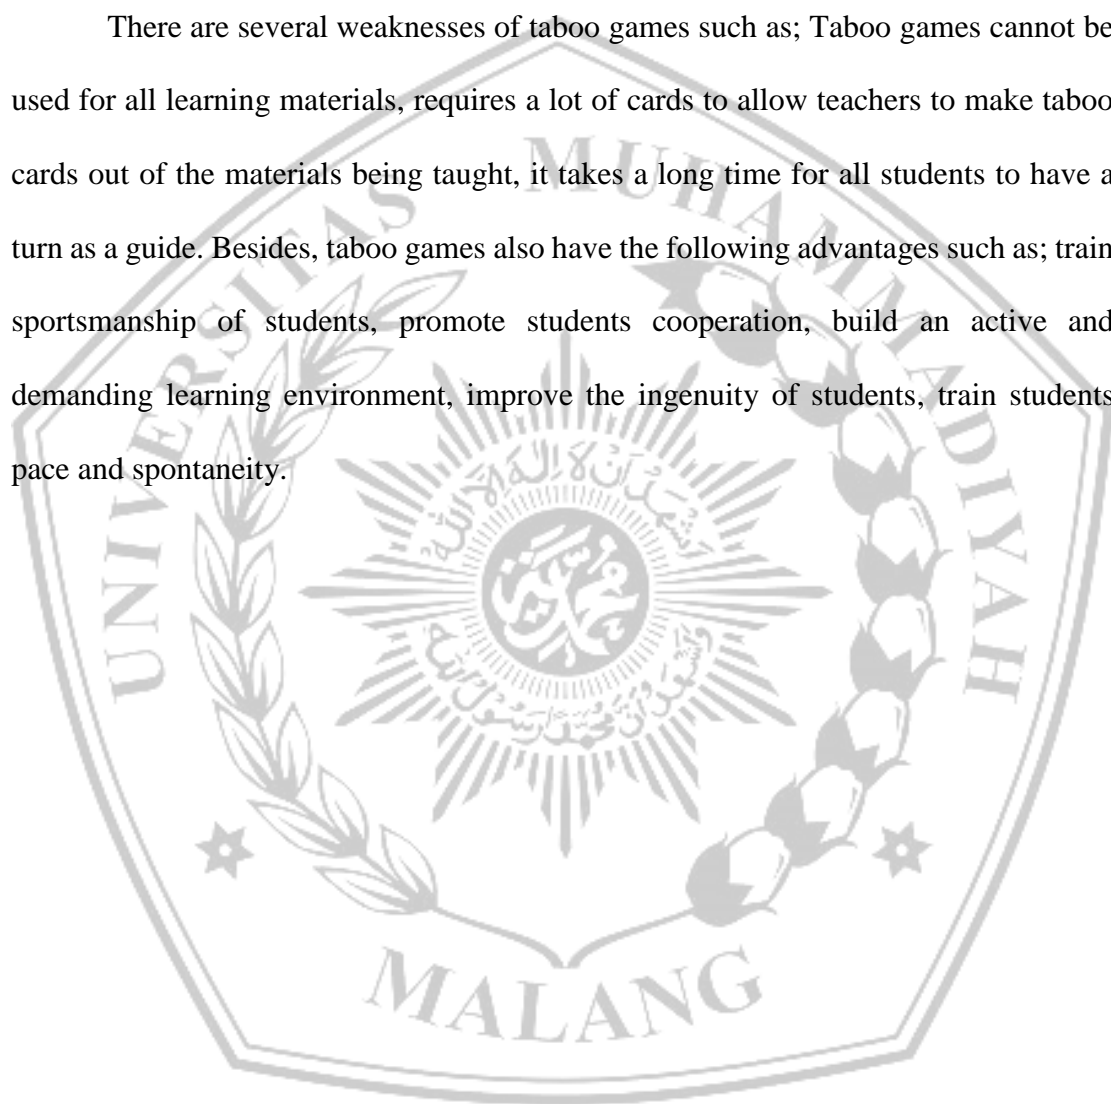 There are several weaknesses of taboo games such as; Taboo games cannot be
used for all learning materials, requires a lot of cards to allow teachers to make taboo
cards out of the materials being taught, it takes a long time for all students to have a
turn as a guide. Besides, taboo games also have the following advantages such as; train
sportsmanship of students, promote students cooperation, build an active and
demanding learning environment, improve the ingenuity of students, train students
pace and spontaneity.
UNIVERSITAS MUHAMMADIYAH
MALANG